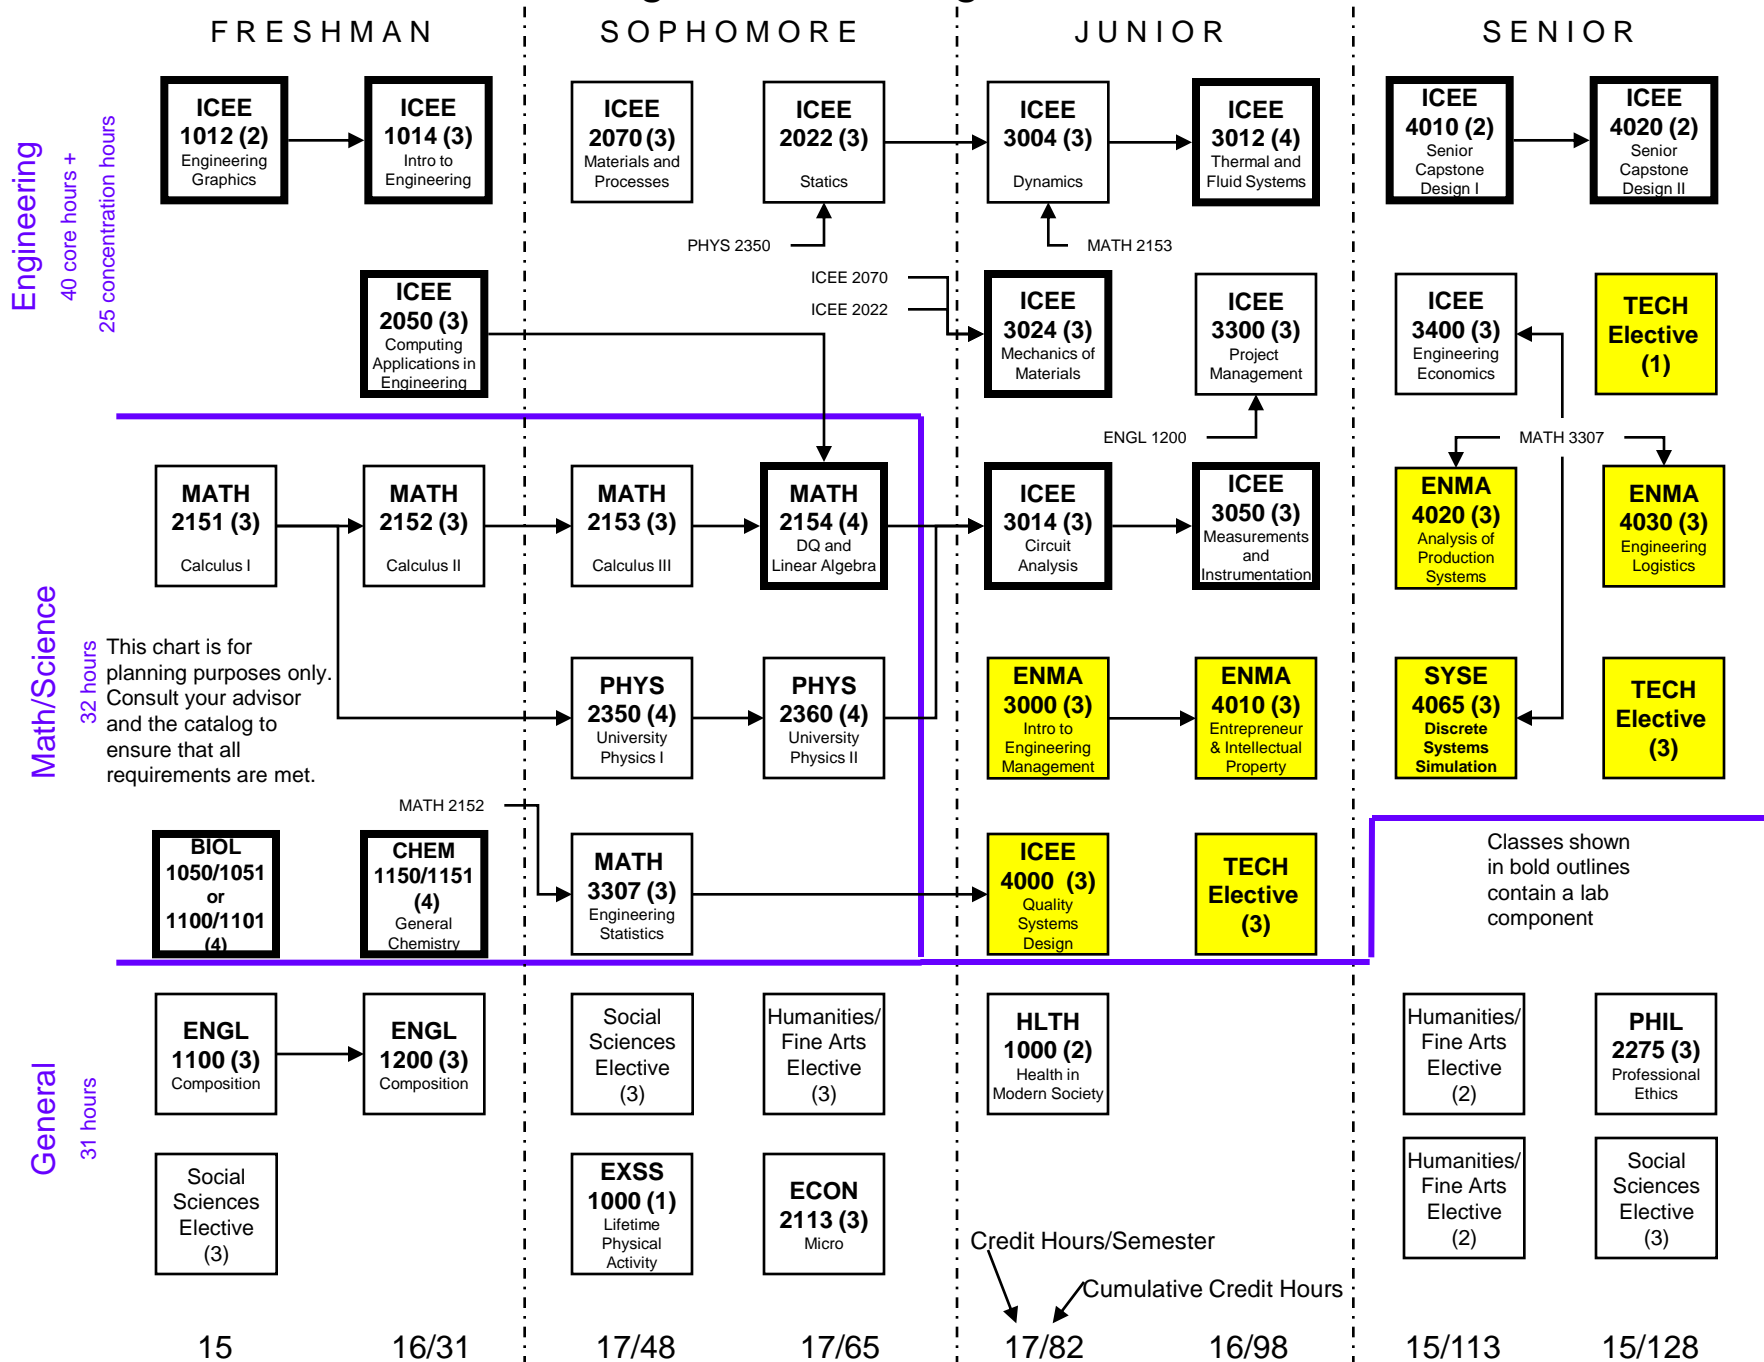 FRESHMAN
SOPHOMORE
JUNIOR
SENIOR
Engineering
40 core hours +
25 concentration hours
ICEE
1012 (2)
Engineering
Graphics
ICEE
1014 (3)
Intro to
Engineering
ICEE
2070 (3)
Materials and
Processes
ICEE
2022 (3)
Statics
ICEE
3004 (3)
Dynamics
ICEE
3012 (4)
Thermal and
Fluid Systems
ICEE
4010 (2)
Senior
Capstone
Design I
ICEE
4020 (2)
Senior
Capstone
Design II
PHYS 2350
MATH 2153
ICEE
2050 (3)
Computing
Applications in
Engineering
ICEE 2070
ICEE 2022
ICEE
3024 (3)
Mechanics of
Materials
ICEE
3300 (3)
Project
Management
ICEE
3400 (3)
Engineering
Economics
TECH
Elective
(1)
ENGL 1200
MATH 3307
Math/Science
32 hours
MATH
2151 (3)
Calculus I
MATH
2152 (3)
Calculus II
MATH
2153 (3)
Calculus III
MATH
2154 (4)
DQ and
Linear Algebra
ICEE
3014 (3)
Circuit
Analysis
ICEE
3050 (3)
Measurements
and
Instrumentation
ENMA
4020 (3)
Analysis of
Production
Systems
ENMA
4030 (3)
Engineering
Logistics
This chart is for
planning purposes only.
Consult your advisor
and the catalog to
ensure that all
requirements are met.
PHYS
2350 (4)
University
Physics I
PHYS
2360 (4)
University
Physics II
ENMA
3000 (3)
Intro to
Engineering
Management
ENMA
4010 (3)
Entrepreneur
& Intellectual
Property
SYSE
4065 (3)
Discrete
Systems
Simulation
TECH
Elective
(3)
MATH 2152
BIOL
1050/1051
or
1100/1101
(4)
CHEM
1150/1151
(4)
General
Chemistry
MATH
3307 (3)
Engineering
Statistics
ICEE
4000 (3)
Quality
Systems
Design
TECH
Elective
(3)
Classes shown
in bold outlines
contain a lab
component
General
31 hours
ENGL
1100 (3)
Composition
ENGL
1200 (3)
Composition
Social
Sciences
Elective
(3)
Humanities/
Fine Arts
Elective
(3)
HLTH
1000 (2)
Health in
Modern Society
Humanities/
Fine Arts
Elective
(2)
PHIL
2275 (3)
Professional
Ethics
Social
Sciences
Elective
(3)
EXSS
1000 (1)
Lifetime
Physical
Activity
ECON
2113 (3)
Micro
Humanities/
Fine Arts
Elective
(2)
Social
Sciences
Elective
(3)
Credit Hours/Semester
Cumulative Credit Hours
15
16/31
17/48
17/65
17/82
16/98
15/113
15/128